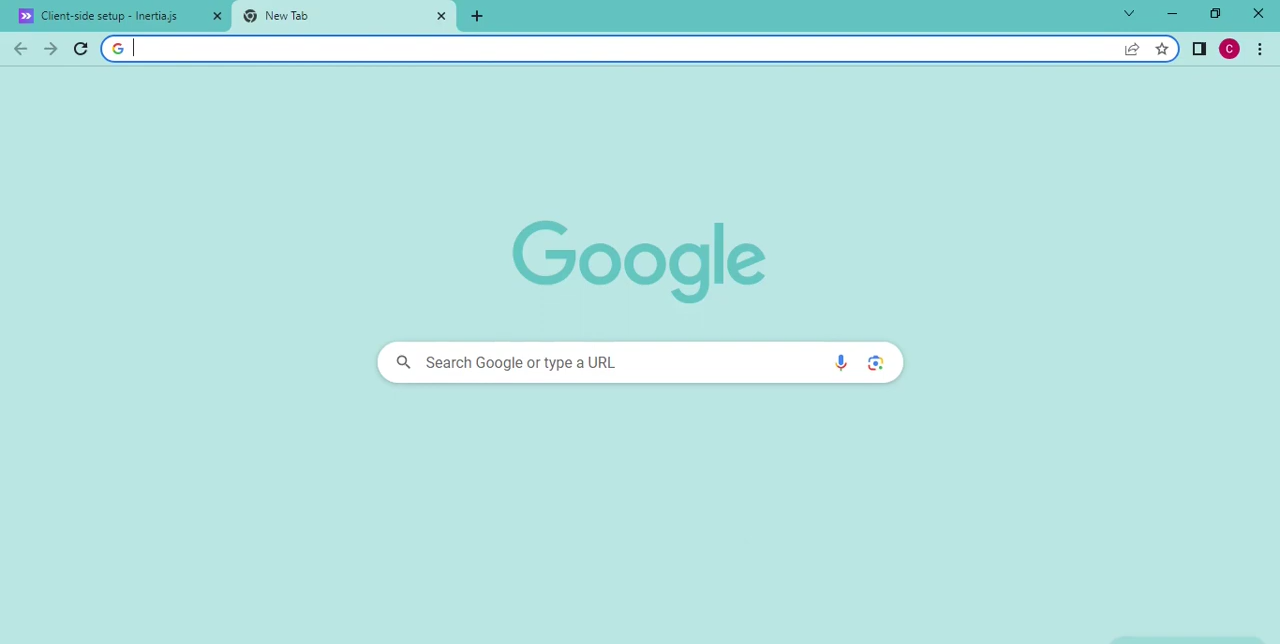 Client-side setup - Inertia.js
New Tab
C
Google
Search Google or type a URL